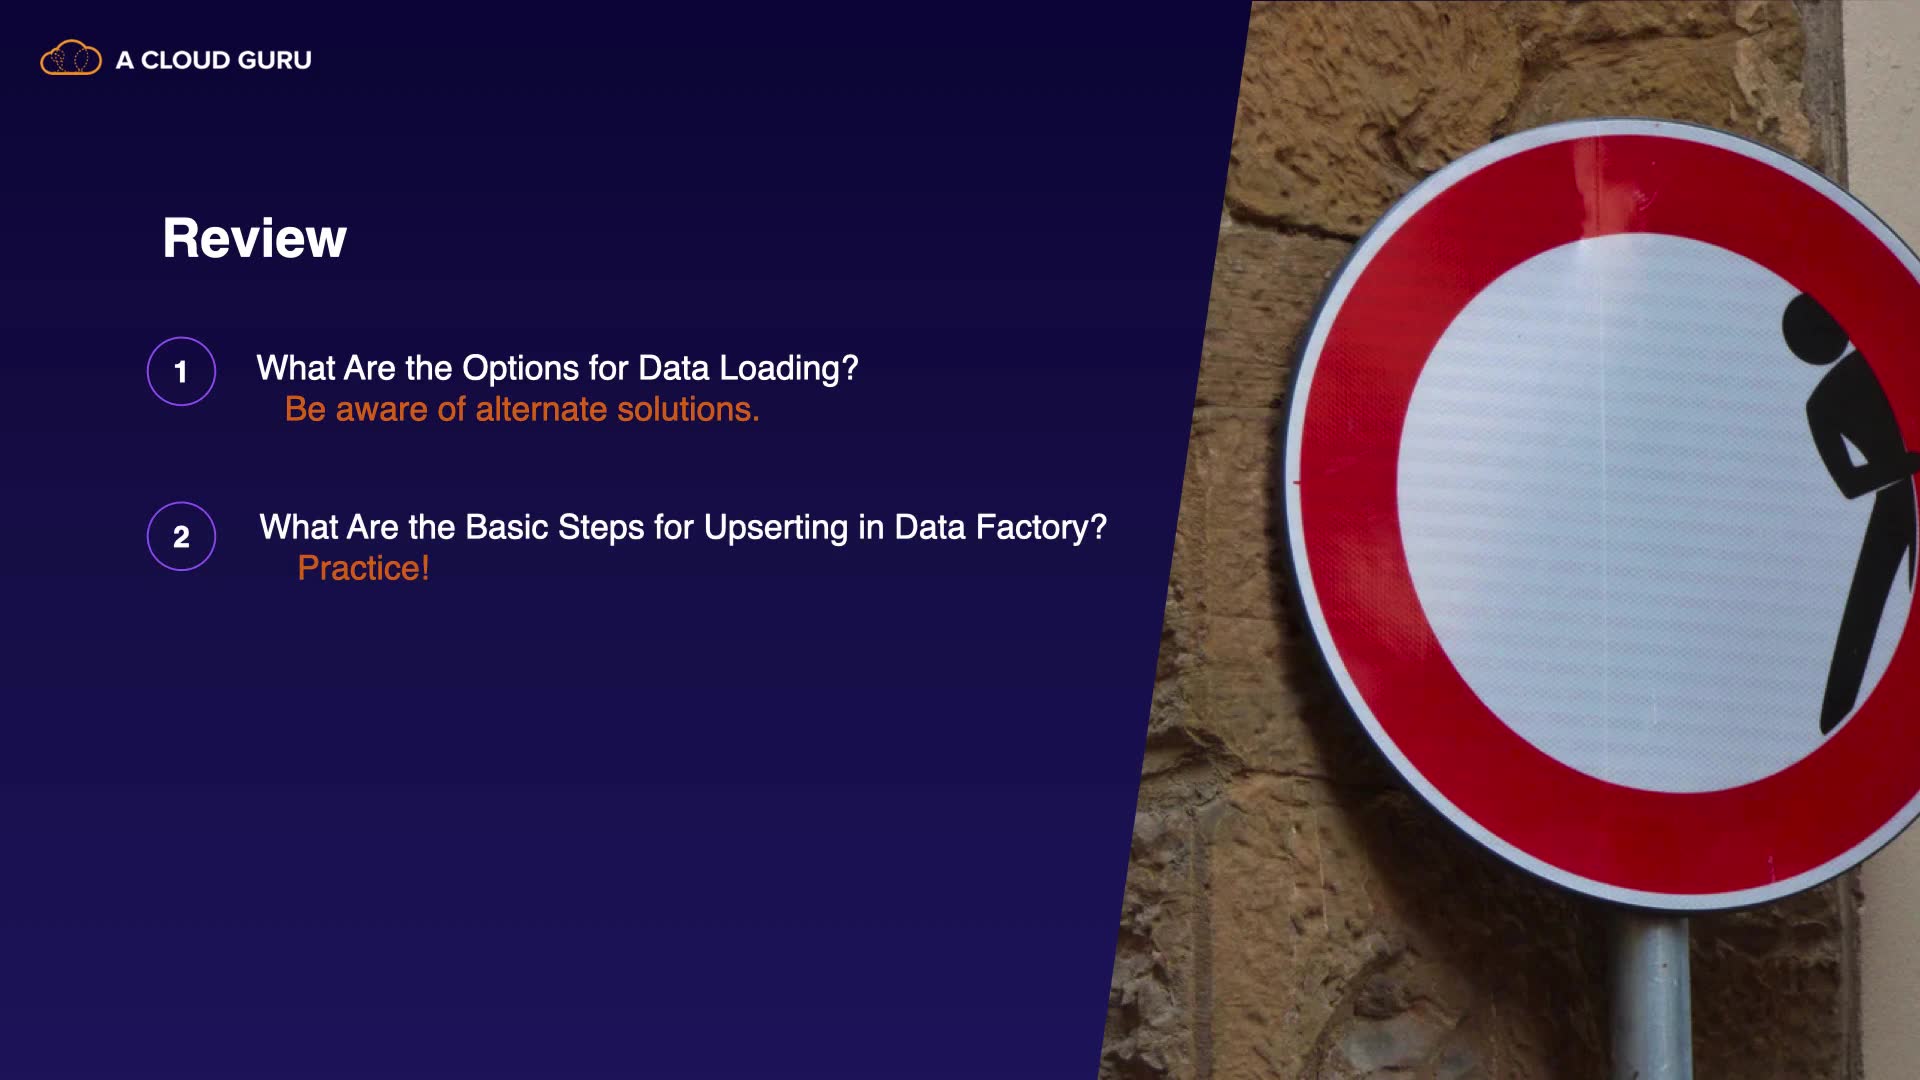 A CLOUD GURU
Review
1
What Are the Options for Data Loading?
Be aware of alternate solutions.
2
What Are the Basic Steps for Upserting in Data Factory?
Practice!